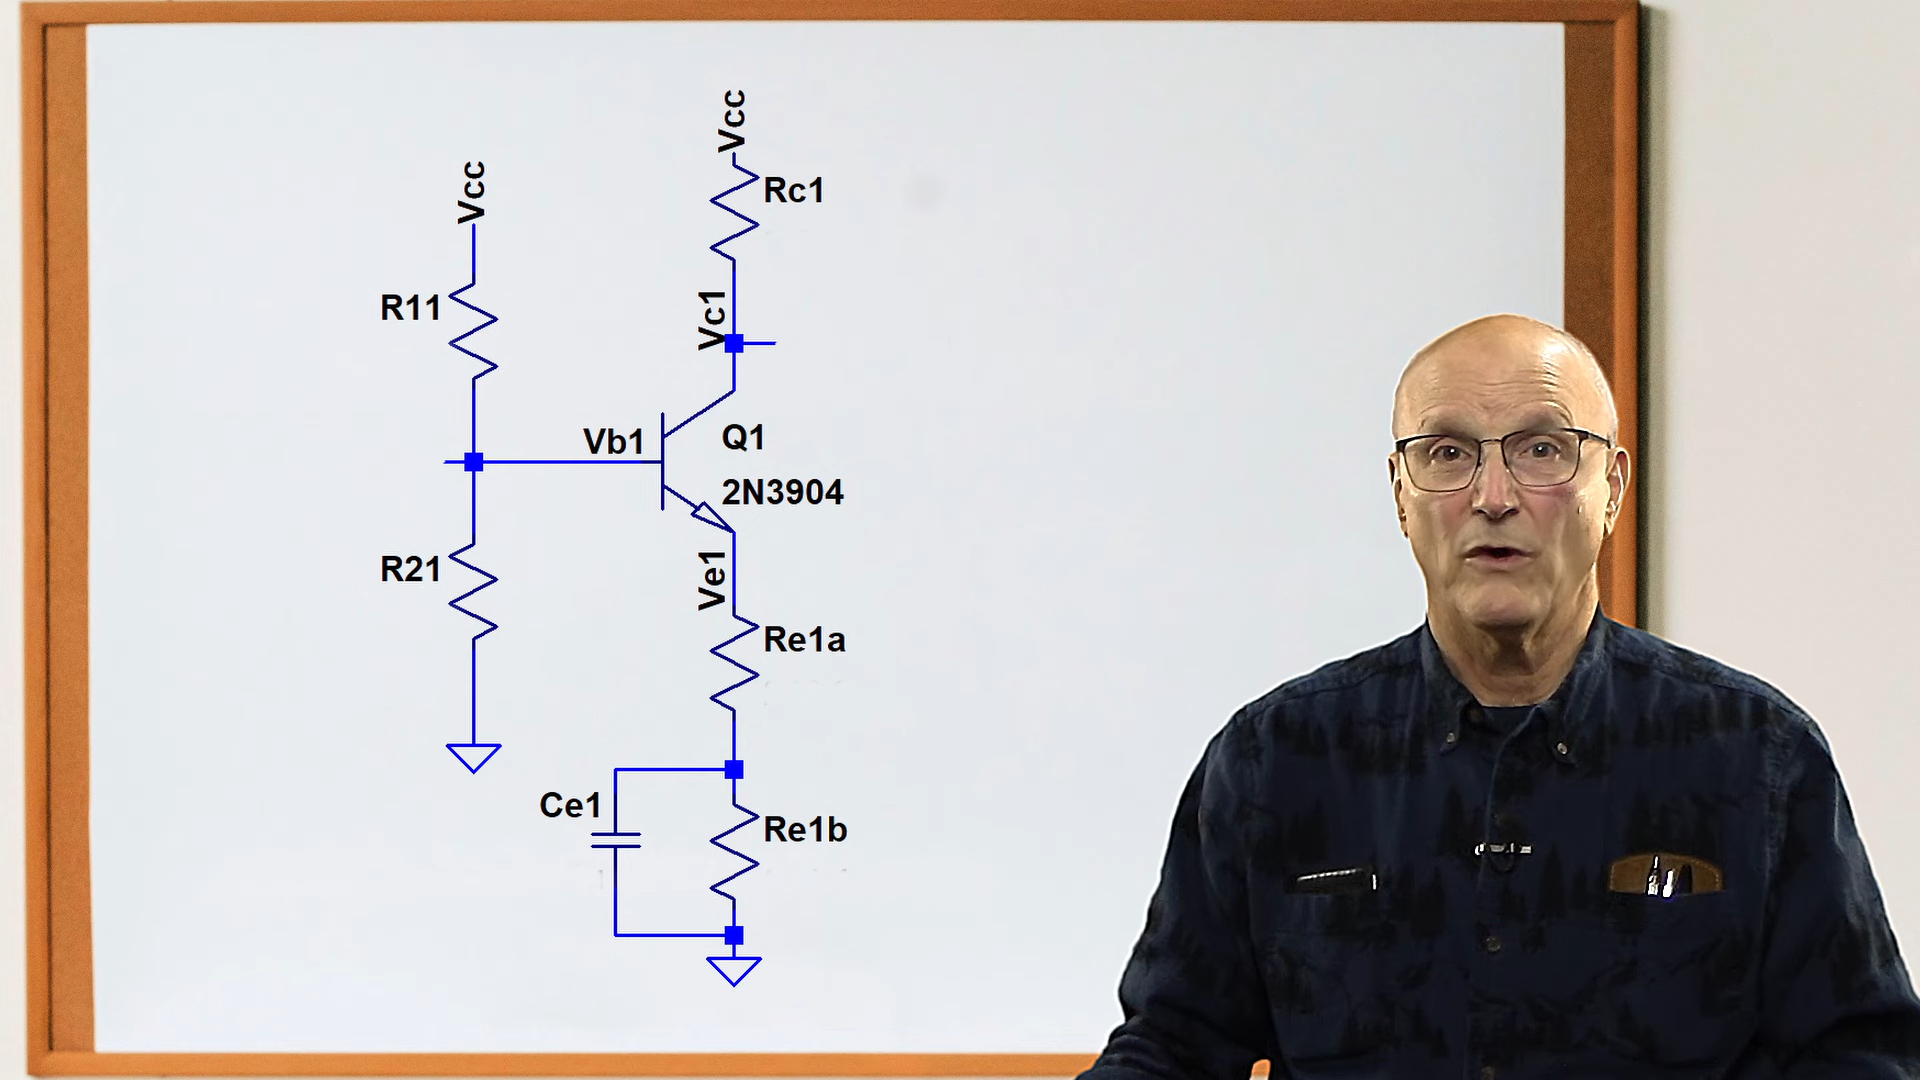 Vcc
Rc1
Vcc
R11
Vc1
Vb1
Q1
2N3904
R21
Ve1
Re1a
Ce1
Re1b